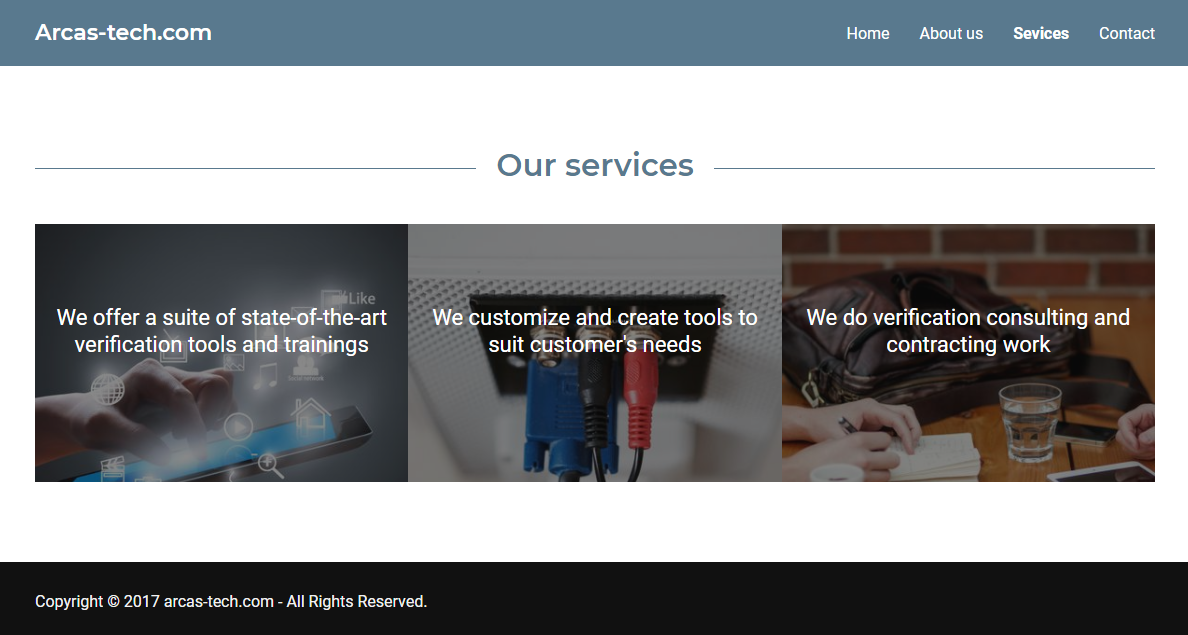 Arcas-tech.com
Home About us Sevices Contact
Our services
We offer a suite of state-of-the-art
verification tools and trainings
We customize and create tools to
suit customer's needs
We do verification consulting and
contracting work
Like
Social network
Copyright © 2017 arcas-tech.com - All Rights Reserved.